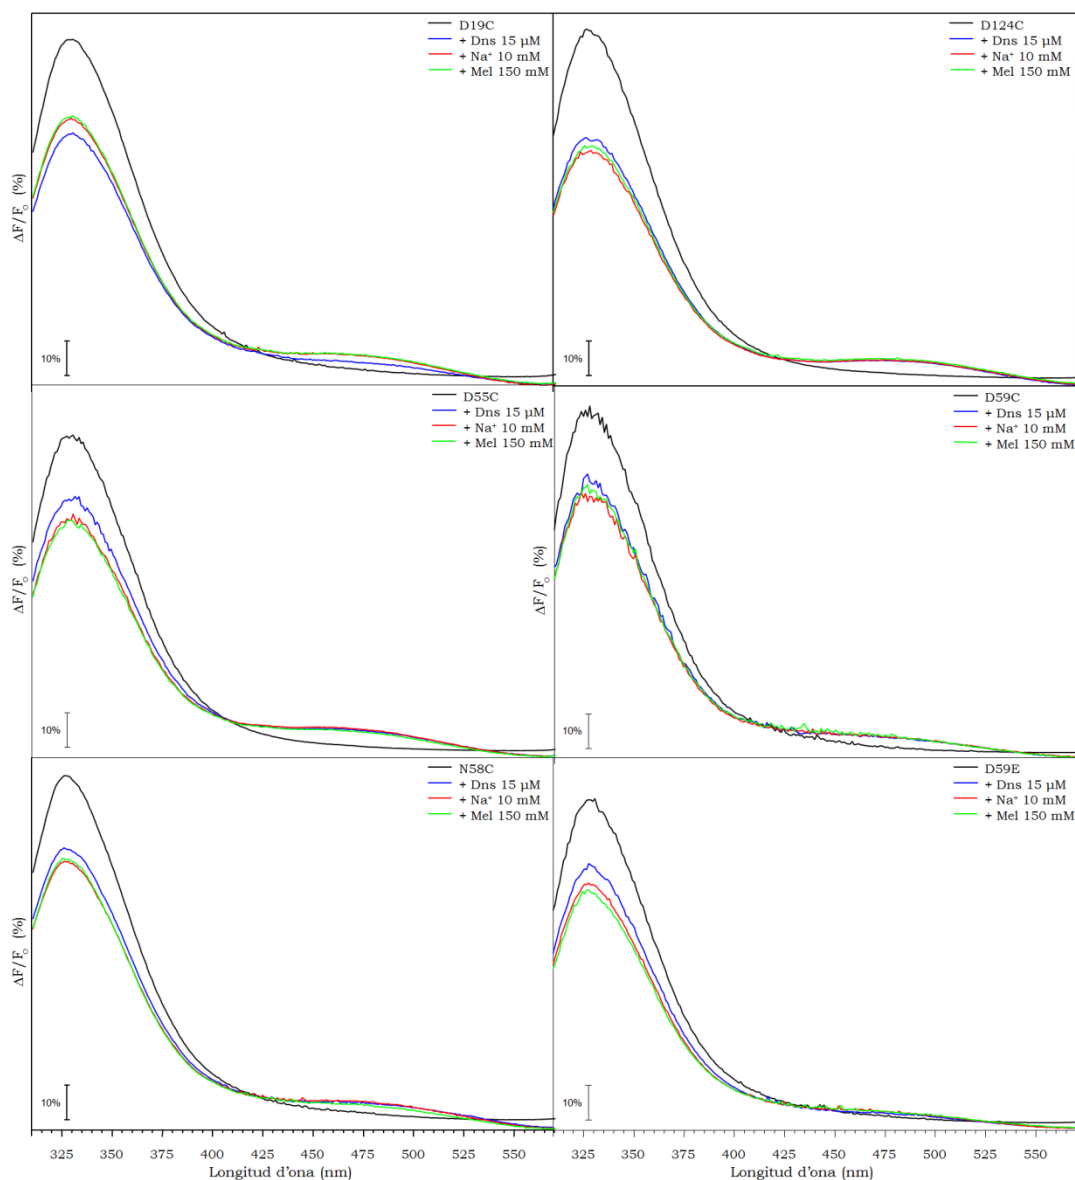 D19C
+ Dns 15 µM
+ Na⁺ 10 mM
+ Mel 150 mM
ΔF/F₀ (%)
10%
D124C
+ Dns 15 µM
+ Na⁺ 10 mM
+ Mel 150 mM
10%
D55C
+ Dns 15 µM
+ Na⁺ 10 mM
+ Mel 150 mM
ΔF/F₀ (%)
10%
D59C
+ Dns 15 µM
+ Na⁺ 10 mM
+ Mel 150 mM
ΔF/F₀ (%)
10%
N58C
+ Dns 15 µM
+ Na⁺ 10 mM
+ Mel 150 mM
ΔF/F₀ (%)
10%
D59E
+ Dns 15 µM
+ Na⁺ 10 mM
+ Mel 150 mM
10%
325 350 375 400 425 450 475 500 525 550
325 350 375 400 425 450 475 500 525 550
Longitud d'ona (nm)
Longitud d'ona (nm)